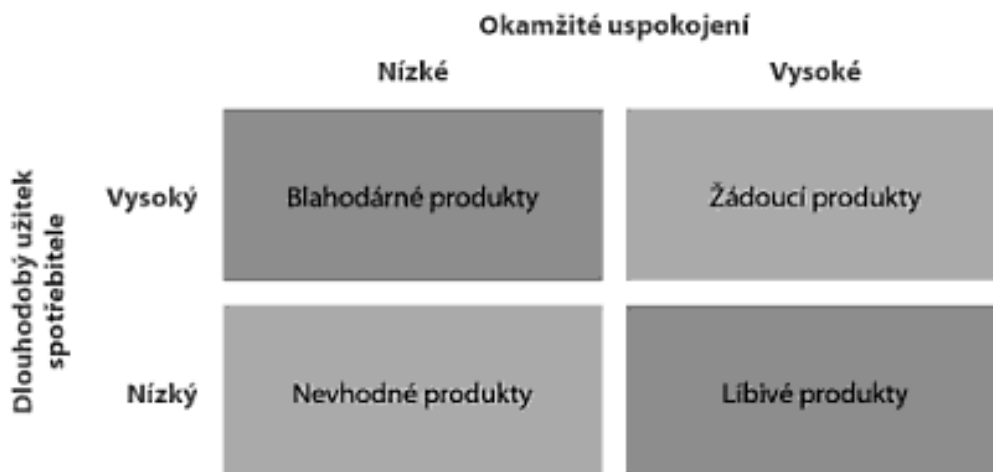 Okamžité uspokojení
Nízké Vysoké
Dlouhodobý užitek
spotřebitele
Vysoký Blahodárné produkty Žádoucí produkty
Nízký Nevhodné produkty Líbivé produkty